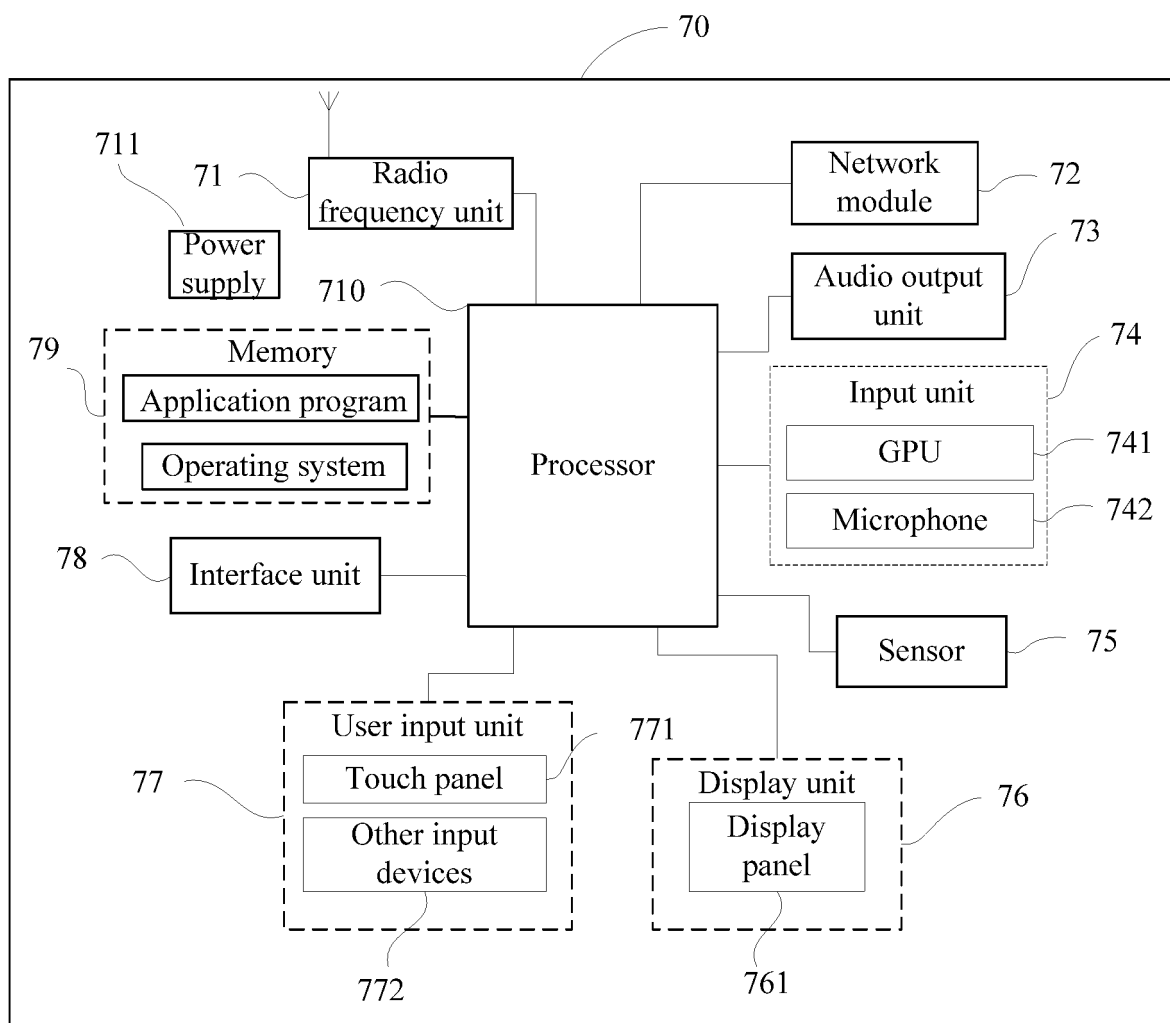 70
711
71
Radio
frequency unit
Network
module
72
Power
supply
710
Audio output
unit
73
79
Memory
Application program
Operating system
Processor
74
Input unit
GPU
741
Microphone
742
78
Interface unit
Sensor
75
77
User input unit
771
Touch panel
Other input
devices
772
Display unit
76
Display
panel
761